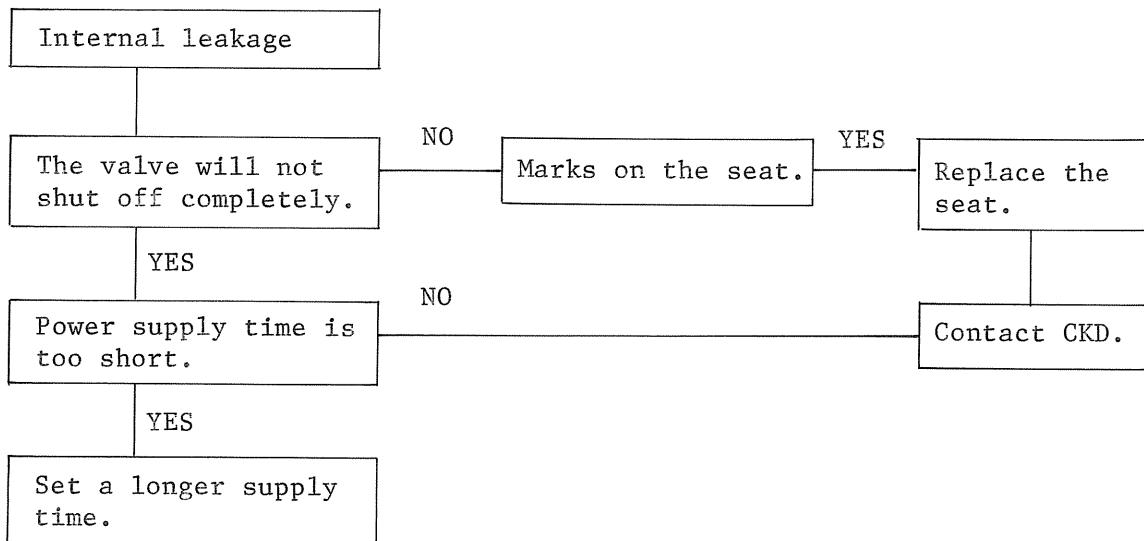 Internal leakage
The valve will not
shut off completely.
NO
Marks on the seat.
YES
Replace the
seat.
YES
Power supply time is
too short.
NO
Contact CKD.
YES
Set a longer supply
time.